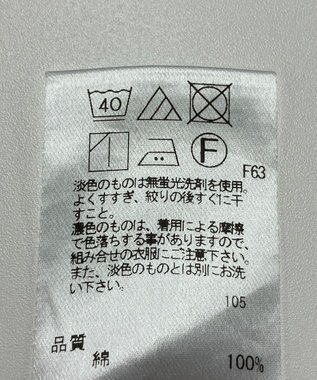 40
F
F63
淡色のものは無蛍光洗剤を使用。
よくすすぎ、絞りの後すぐに干
すこと。
濃色のものは、着用による摩擦
で色落ちする事がありますので、
組み合せの衣服にご注意下さい。
また、淡色のものとは別にお洗
い下さい。
105
品質
綿 100%